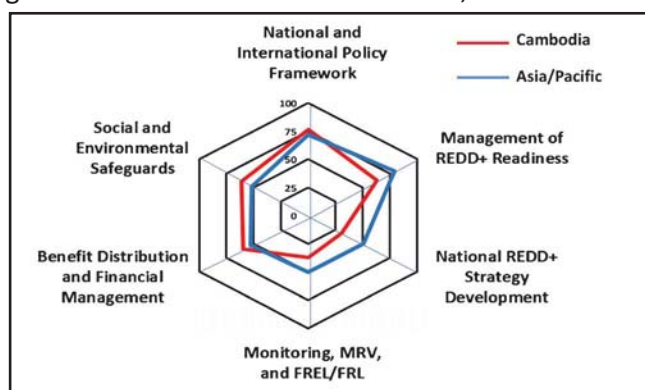 National and
International Policy
Framework
Cambodia
Asia/Pacific
100
75
50
25
0
Social and
Environmental
Safeguards
Management of
REDD+ Readiness
Benefit Distribution
and Financial
Management
National REDD+
Strategy
Development
Monitoring, MRV,
and FREL/FRL